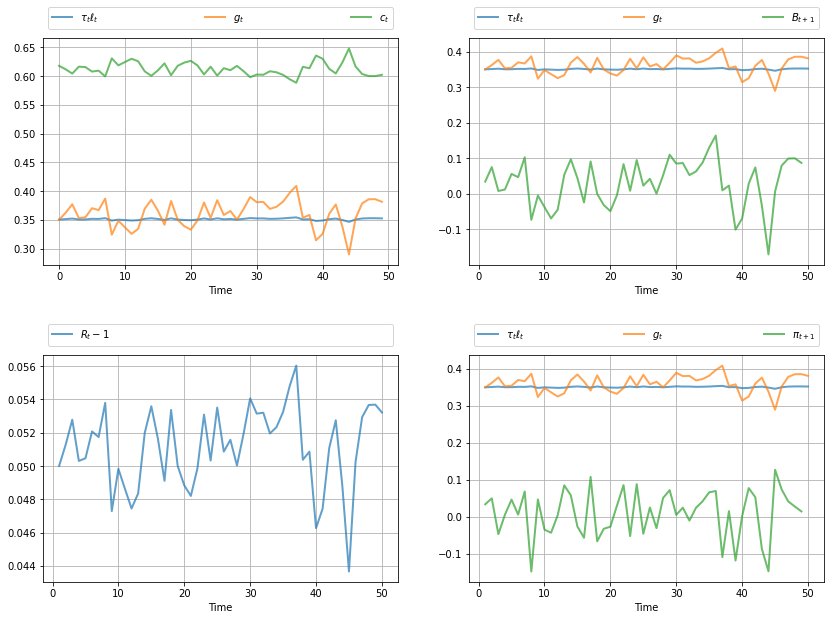 τₜℓₜ gₜ cₜ
0.65
0.60
0.55
0.50
0.45
0.40
0.35
0.30
0 10 20 30 40 50
Time
τₜℓₜ gₜ Bₜ₊₁
0.4
0.3
0.2
0.1
0.0
−0.1
0 10 20 30 40 50
Time
Rₜ − 1
0.056
0.054
0.052
0.050
0.048
0.046
0.044
0 10 20 30 40 50
Time
τₜℓₜ gₜ πₜ₊₁
0.4
0.3
0.2
0.1
0.0
−0.1
0 10 20 30 40 50
Time